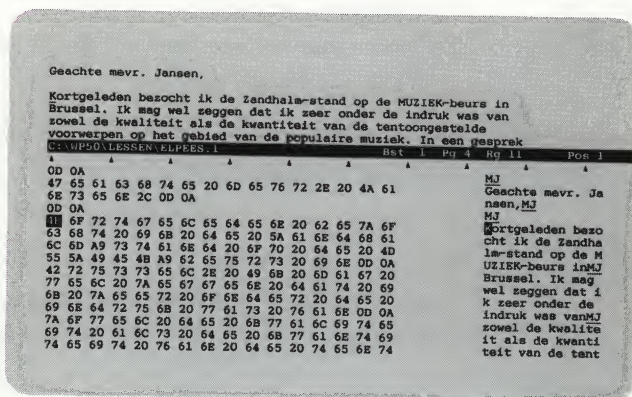 Geachte mevr. Jansen,
Kortgeleden bezocht ik de Zandhalm-stand op de MUZIEK-beurs in
Brussel. Ik mag wel zeggen dat ik zeer onder de indruk was van
zowel de kwaliteit als de kwantiteit van de tentoongestelde
voorwerpen op het gebied van de populaire muziek. In een gesprek
C:\WP50\LESSEN\ELPEES.1 Bst 1 Pg 4 Rg 11 Pos 1
0D 0A MJ
47 65 61 63 68 74 65 20 6D 65 76 72 2E 20 4A 61 Geachte mevr. Ja
6E 73 65 6E 2C 0D 0A nsen,MJ
0D 0A MJ
6F 72 74 67 65 6C 65 64 65 6E 20 62 65 7A 6F Kortgeleden bezo
63 68 74 20 69 6B 20 64 65 20 5A 61 6E 64 68 61 cht ik de Zandha
6C 6D A9 73 74 61 6E 64 20 6F 70 20 64 65 20 4D lm-stand op de M
55 5A 49 45 4B A9 62 65 75 72 73 20 69 6E 0D 0A UZIEK-beurs inMJ
42 72 75 73 73 65 6C 2E 20 49 6B 20 6D 61 67 20 Brussel. Ik mag
77 65 6C 20 7A 65 67 67 65 6E 20 64 61 74 20 69 wel zeggen dat i
6B 20 7A 65 65 72 20 6F 6E 64 65 72 20 64 65 20 k zeer onder de
69 6E 64 72 75 6B 20 77 61 73 20 76 61 6E 0D 0A indruk was vanMJ
7A 6F 77 65 6C 20 64 65 20 6B 77 61 6C 69 74 65 zowel de kwalite
69 74 20 61 6C 73 20 64 65 20 6B 77 61 6E 74 69 it als de kwanti
74 65 69 74 20 76 61 6E 20 64 65 20 74 65 6E 74 teit van de tent